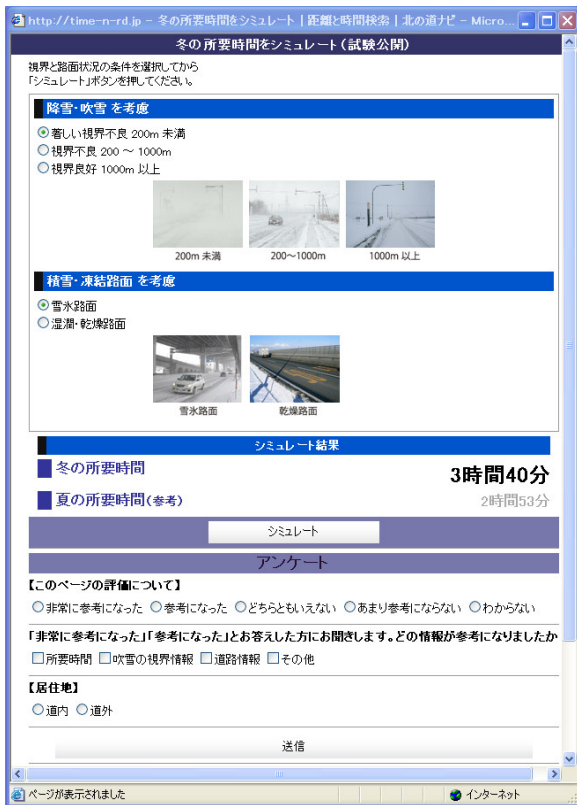 http://time-n-rd.jp - 冬の所要時間をシミュレート | 距離と時間検索 | 北の道ナビ - Micro...
冬の所要時間をシミュレート(試験公開)
視界と路面状況の条件を選択してから
「シミュレート」ボタンを押してください。
降雪・吹雪 を考慮
著しい視界不良 200m 未満
視界不良 200 ～ 1000m
視界良好 1000m 以上
200m 未満 200～1000m 1000m 以上
積雪・凍結路面 を考慮
雪氷路面
湿潤・乾燥路面
雪氷路面 乾燥路面
シミュレート結果
冬の所要時間 3時間40分
夏の所要時間(参考) 2時間53分
シミュレート
アンケート
【このページの評価について】
非常に参考になった 参考になった どちらともいえない あまり参考にならない わからない
「非常に参考になった」「参考になった」とお答えした方にお聞きします。どの情報が参考になりましたか
所要時間 吹雪の視界情報 道路情報 その他
【居住地】
道内 道外
送信
ページが表示されました インターネット